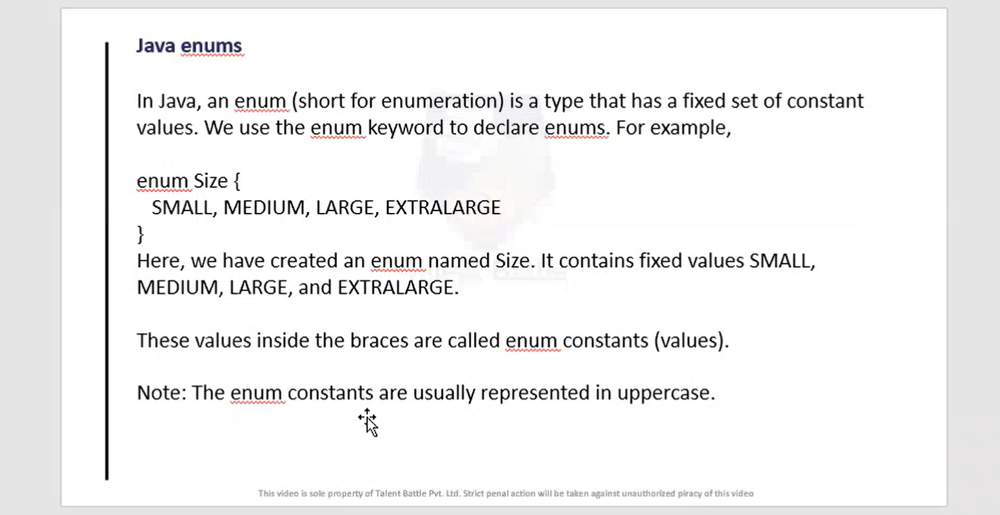 Java enums
In Java, an enum (short for enumeration) is a type that has a fixed set of constant
values. We use the enum keyword to declare enums. For example,
enum Size {
SMALL, MEDIUM, LARGE, EXTRALARGE
}
Here, we have created an enum named Size. It contains fixed values SMALL,
MEDIUM, LARGE, and EXTRALARGE.
These values inside the braces are called enum constants (values).
Note: The enum constants are usually represented in uppercase.
This video is sole property of Talent Battle Pvt. Ltd. Strict penal action will be taken against unauthorized piracy of this video